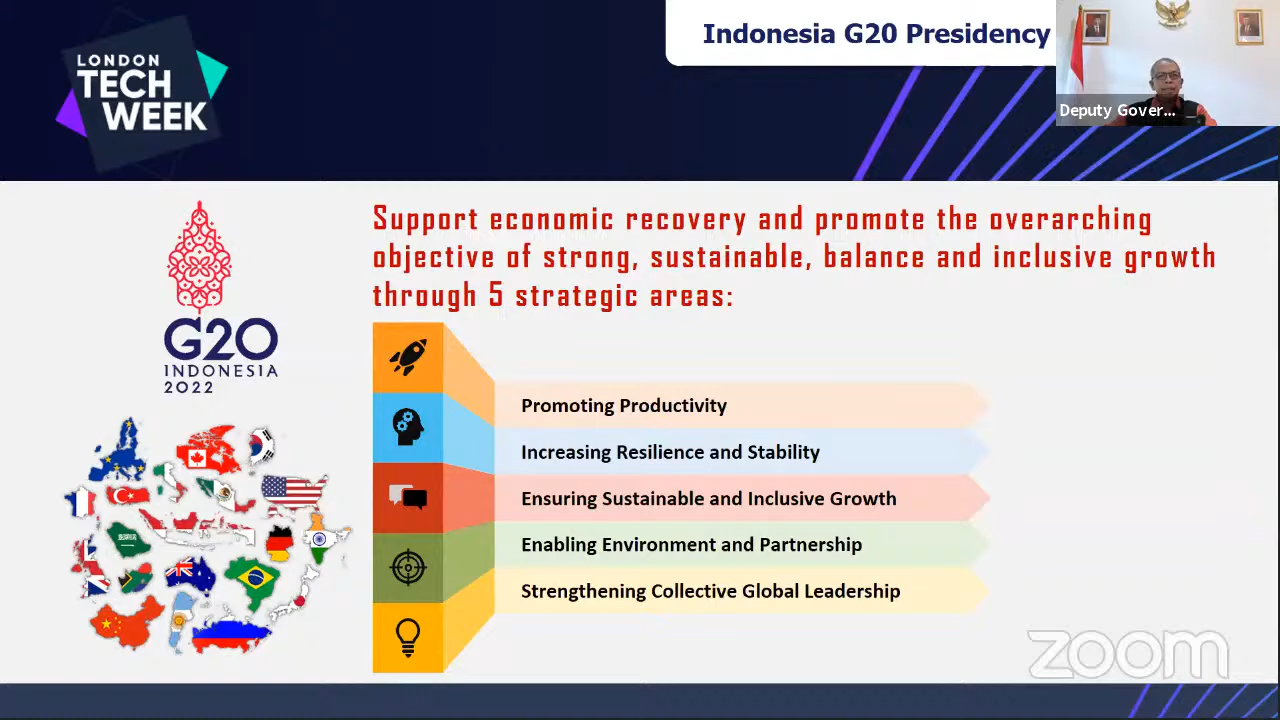 Indonesia G20 Presidency
LONDON
TECH
WEEK
Deputy Gover...
Support economic recovery and promote the overarching
objective of strong, sustainable, balance and inclusive growth
through 5 strategic areas:
G20
INDONESIA
2022
Promoting Productivity
Increasing Resilience and Stability
Ensuring Sustainable and Inclusive Growth
Enabling Environment and Partnership
Strengthening Collective Global Leadership
zoom